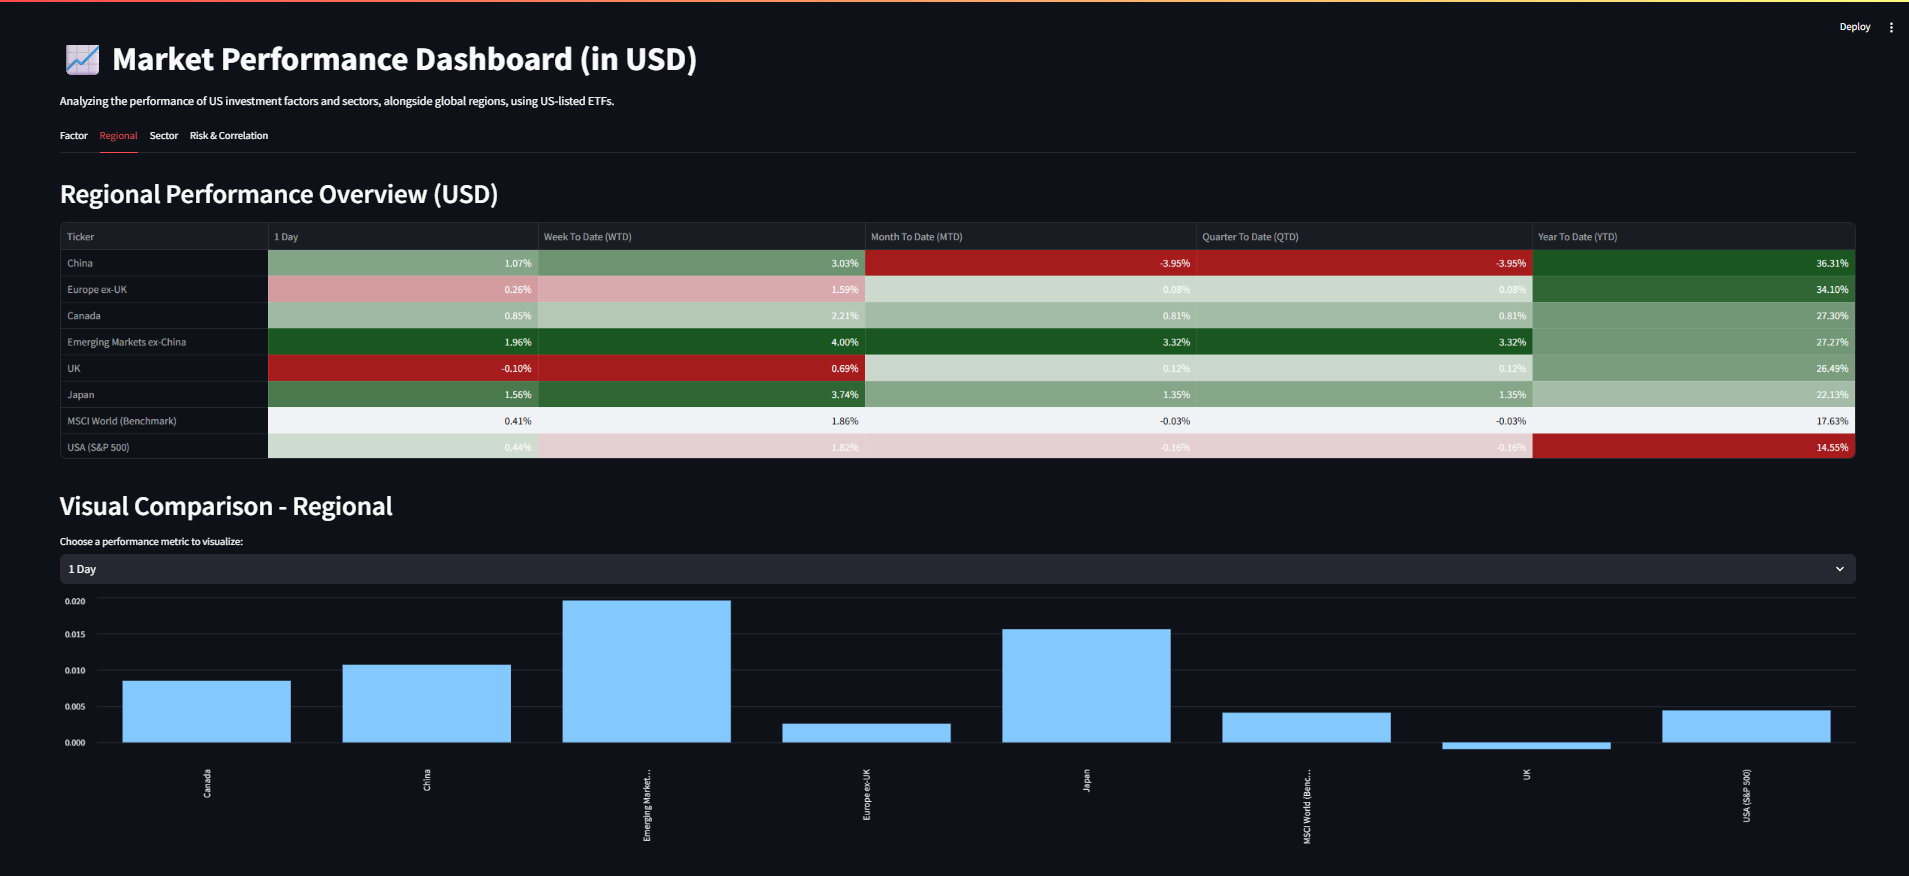 Deploy
Market Performance Dashboard (in USD)
Analyzing the performance of US investment factors and sectors, alongside global regions, using US-listed ETFs.
Factor Regional Sector Risk & Correlation
Regional Performance Overview (USD)
Ticker 1 Day Week To Date (WTD) Month To Date (MTD) Quarter To Date (QTD) Year To Date (YTD)
China 1.07% 3.03% -3.95% -3.95% 36.31%
Europe ex-UK 0.26% 1.59% 0.08% 0.08% 34.10%
Canada 0.85% 2.21% 0.81% 0.81% 27.30%
Emerging Markets ex-China 1.96% 4.00% 3.32% 3.32% 27.27%
UK -0.10% 0.69% 0.12% 0.12% 26.49%
Japan 1.56% 3.74% 1.35% 1.35% 22.13%
MSCI World (Benchmark) 0.41% 1.86% -0.03% -0.03% 17.63%
USA (S&P 500) 0.44% 1.82% -0.16% -0.16% 14.55%
Visual Comparison - Regional
Choose a performance metric to visualize:
1 Day
0.020
0.015
0.010
0.005
0.000
Canada
China
Emerging Market...
Europe ex-UK
Japan
MSCI World (Benc...
UK
USA (S&P 500)